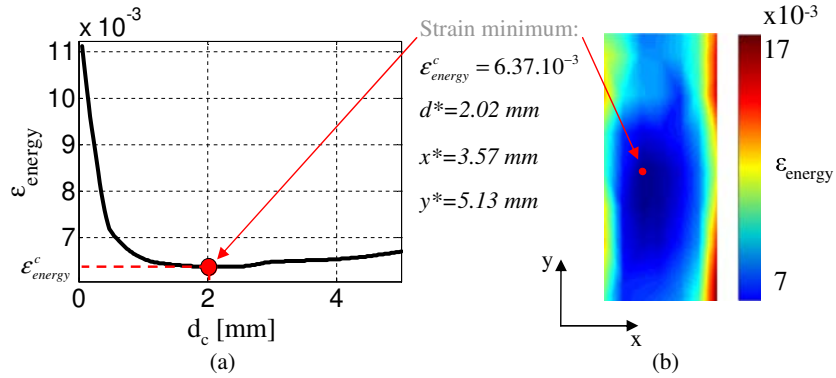 x 10⁻³
11
10
9
8
7
ε_energy
ε^c_energy
0
2
4
d_c [mm]
(a)
Strain minimum:
ε^c_energy = 6.37.10⁻³
d*=2.02 mm
x*=3.57 mm
y*=5.13 mm
y
x
x10⁻³
17
ε_energy
7
(b)